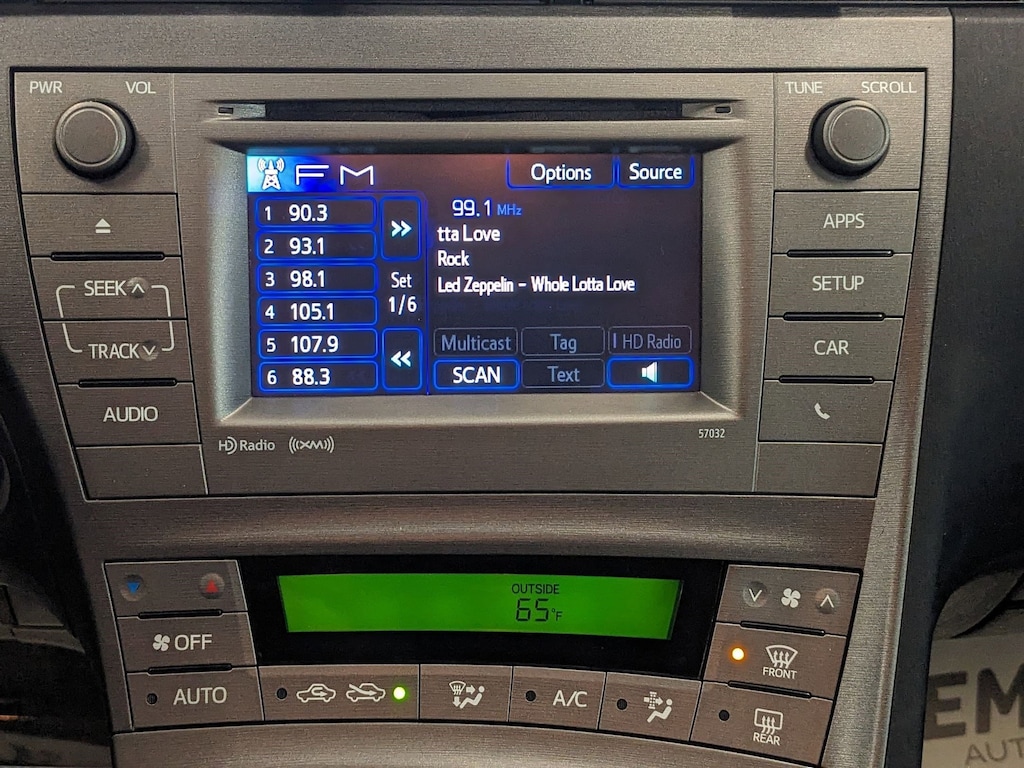 PWR VOL
TUNE SCROLL
FM
Options
Source
1 90.3
2 93.1
3 98.1
4 105.1
5 107.9
6 88.3
Set
1/6
99.1 MHz
tta Love
Rock
Led Zeppelin - Whole Lotta Love
Multicast
Tag
HD Radio
SCAN
Text
SEEK
TRACK
AUDIO
APPS
SETUP
CAR
HD Radio
((XM))
57032
OUTSIDE
65°F
OFF
AUTO
A/C
FRONT
REAR
EM
AUT